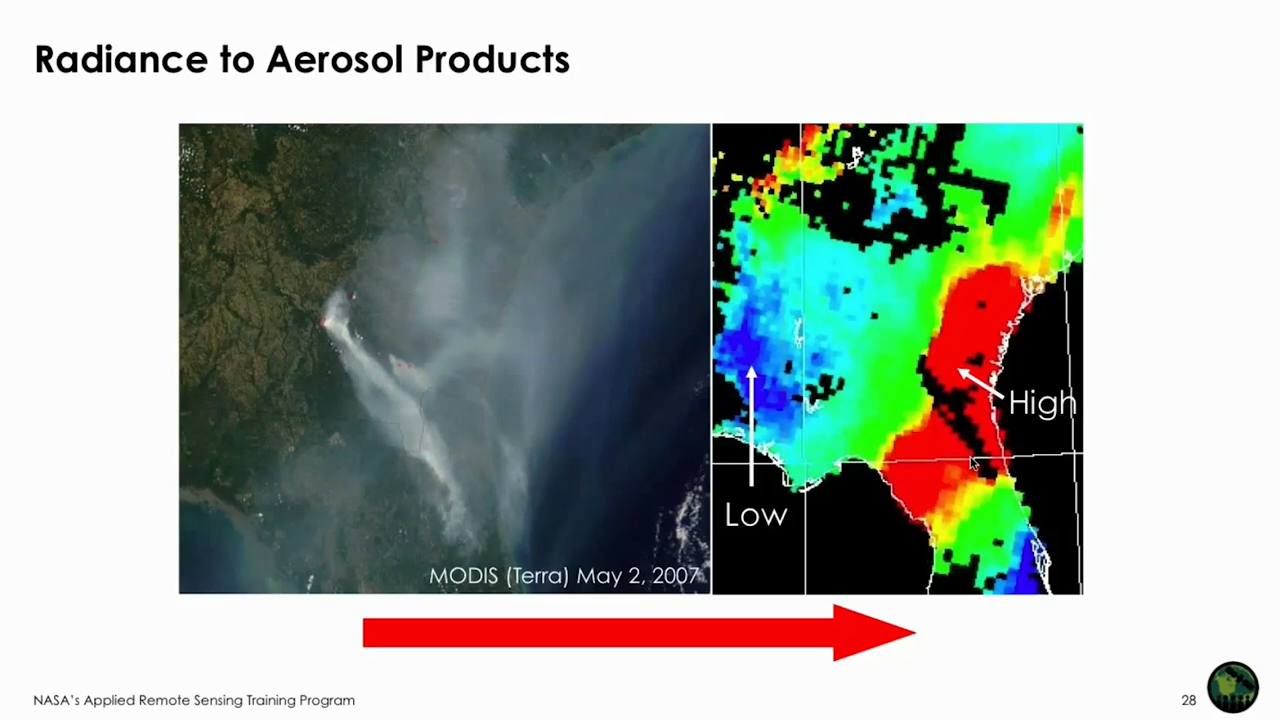 Radiance to Aerosol Products
High
Low
MODIS (Terra) May 2, 2007
NASA's Applied Remote Sensing Training Program
28